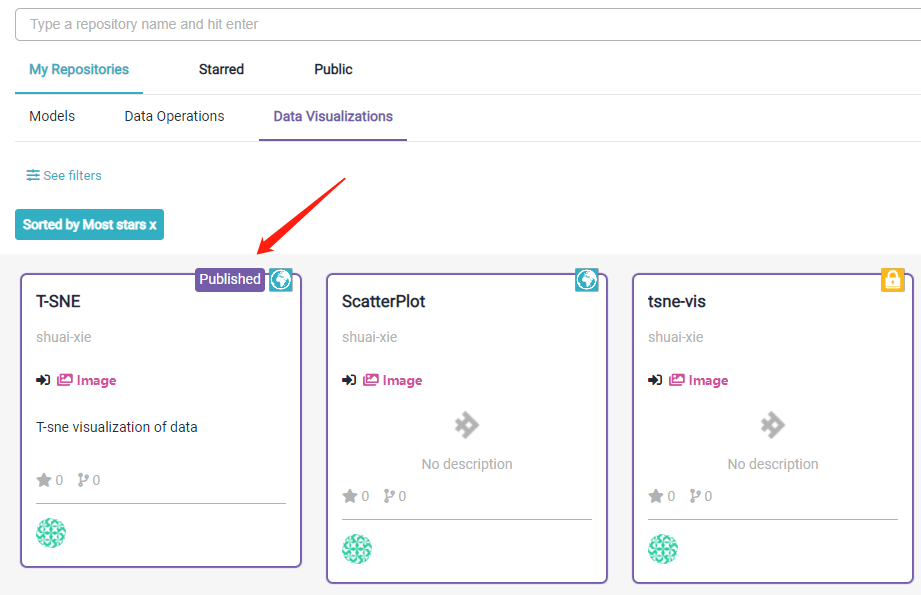 Type a repository name and hit enter
My Repositories Starred Public
Models Data Operations Data Visualizations
See filters
Sorted by Most stars x
Published
T-SNE ScatterPlot tsne-vis
shuai-xie shuai-xie shuai-xie
Image Image Image
T-sne visualization of data
No description No description
0 0
0 0 0 0